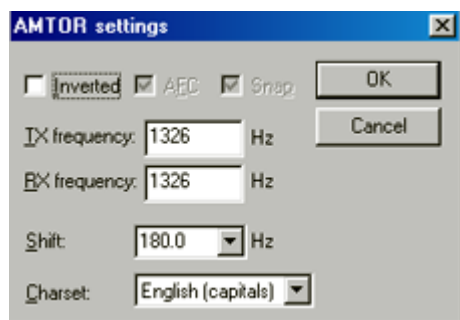 AMTOR settings
Inverted AFC Snap OK
TX frequency: 1326 Hz Cancel
RX frequency: 1326 Hz
Shift: 180.0 Hz
Charset: English (capitals)